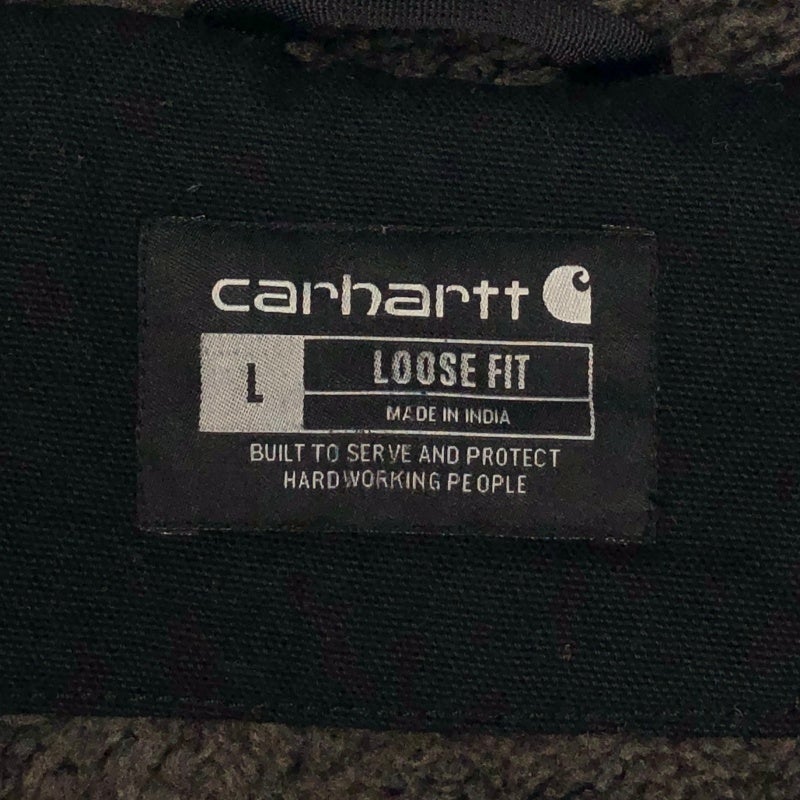 carhartt
L
LOOSE FIT
MADE IN INDIA
BUILT TO SERVE AND PROTECT
HARDWORKING PEOPLE